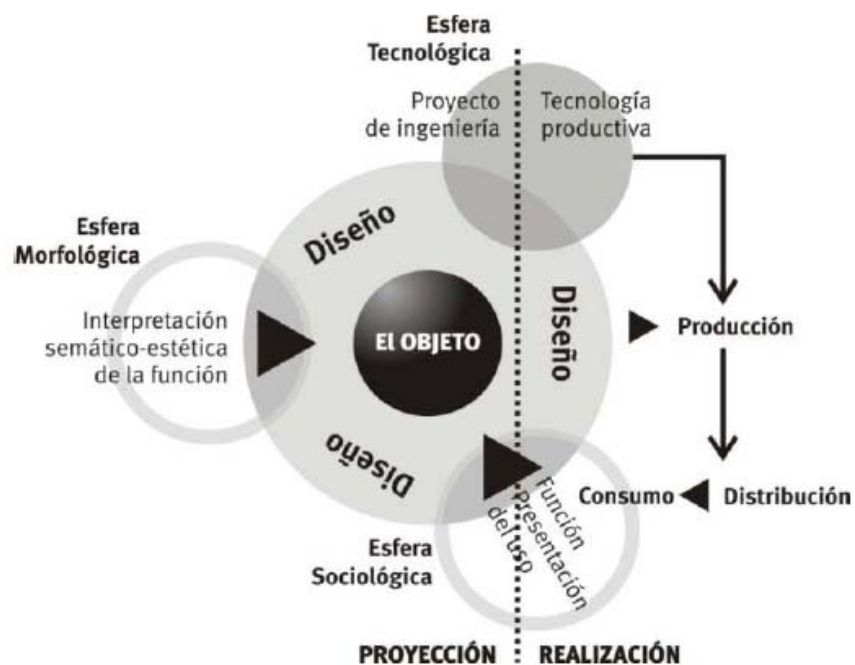 Esfera
Tecnológica
Proyecto
de ingeniería
Tecnología
productiva
Esfera
Morfológica
Diseño
Interpretación
semático-estética
de la función
El OBJETO
Diseño
Producción
Diseño
Función
Presentación
del uso
Consumo
Distribución
Esfera
Sociológica
PROYECCIÓN
REALIZACIÓN